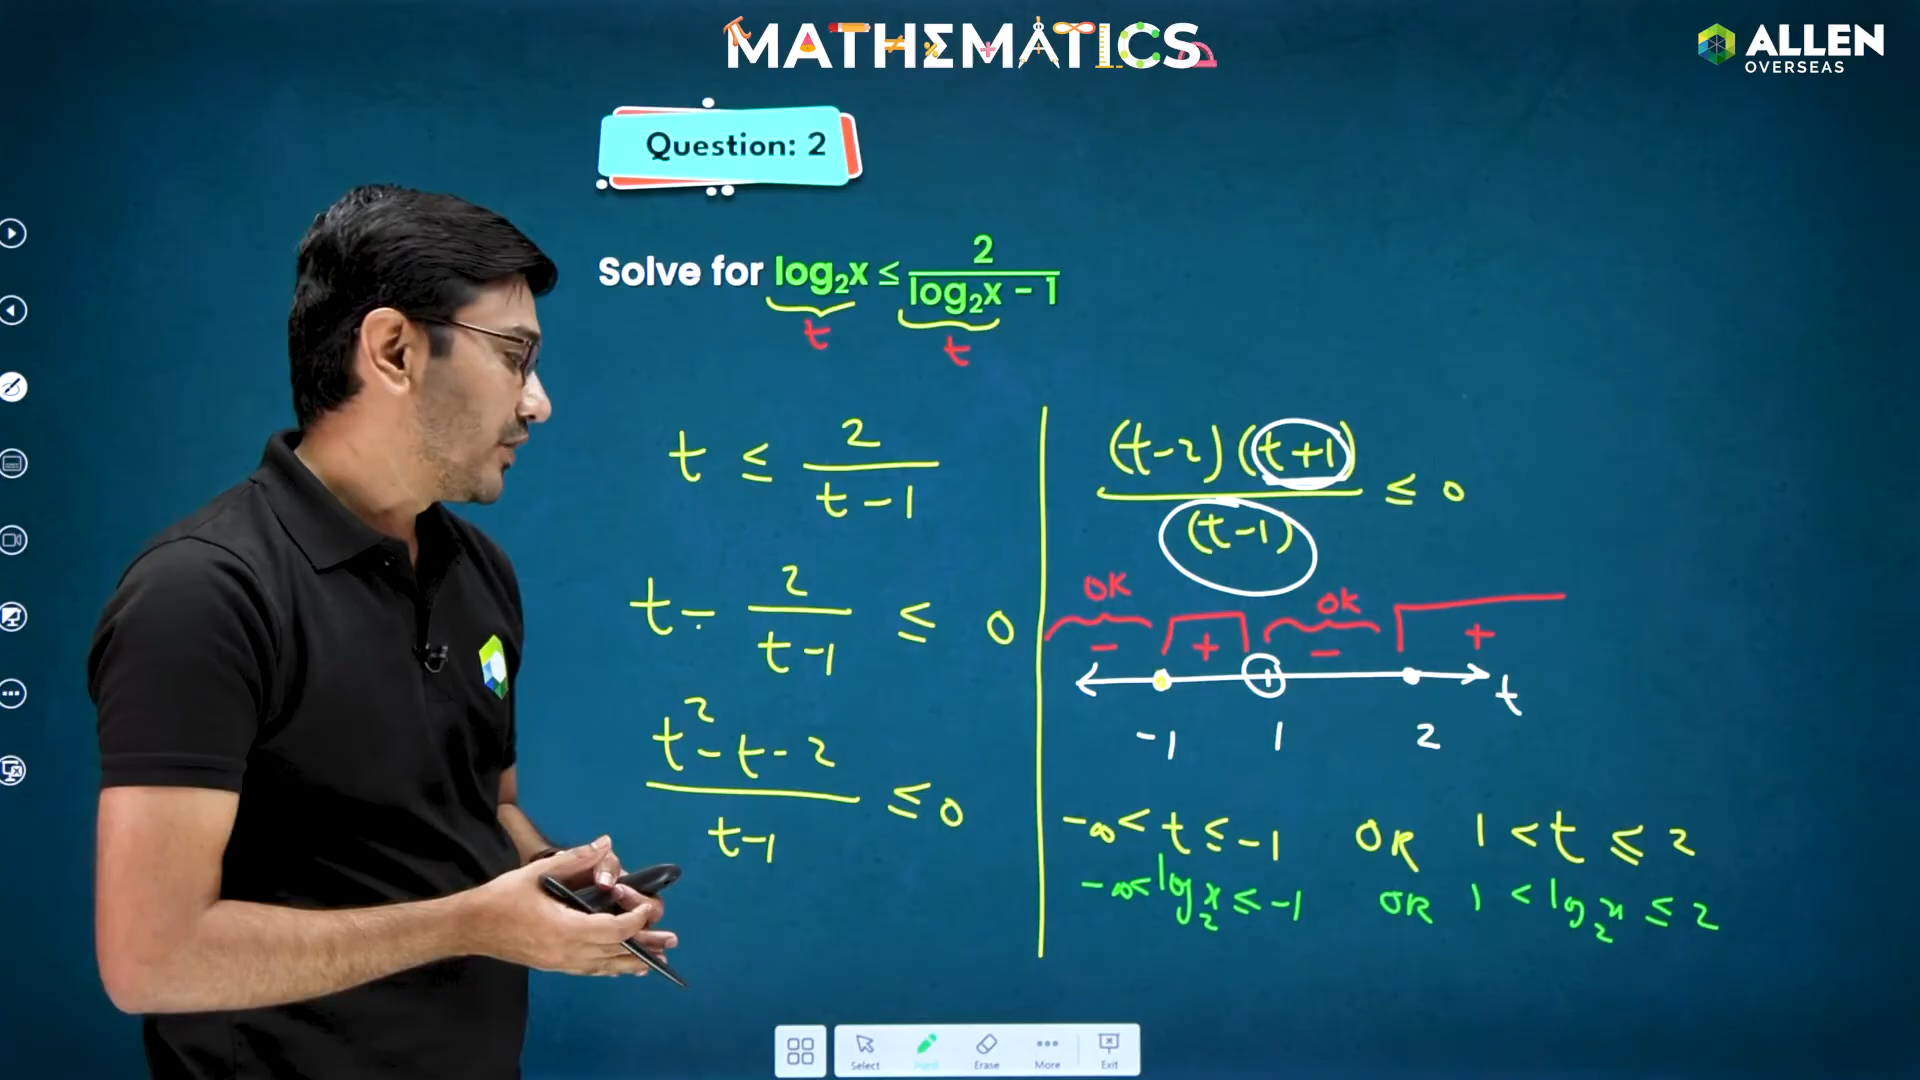 MATHEMATICS
ALLEN
OVERSEAS
Question: 2
Solve for log₂x ≤ 2/(log₂x − 1)
t
t
t ≤ 2/(t−1)
t − 2/(t−1) ≤ 0
(t²−t−2)/(t−1) ≤ 0
(t−2)(t+1)/(t−1) ≤ 0
OK OK
− + − +
−1 1 2 t
−∞ < t ≤ −1 OR 1 < t ≤ 2
−∞ < log₂x ≤ −1 OR 1 < log₂x ≤ 2
Select Erase More Exit